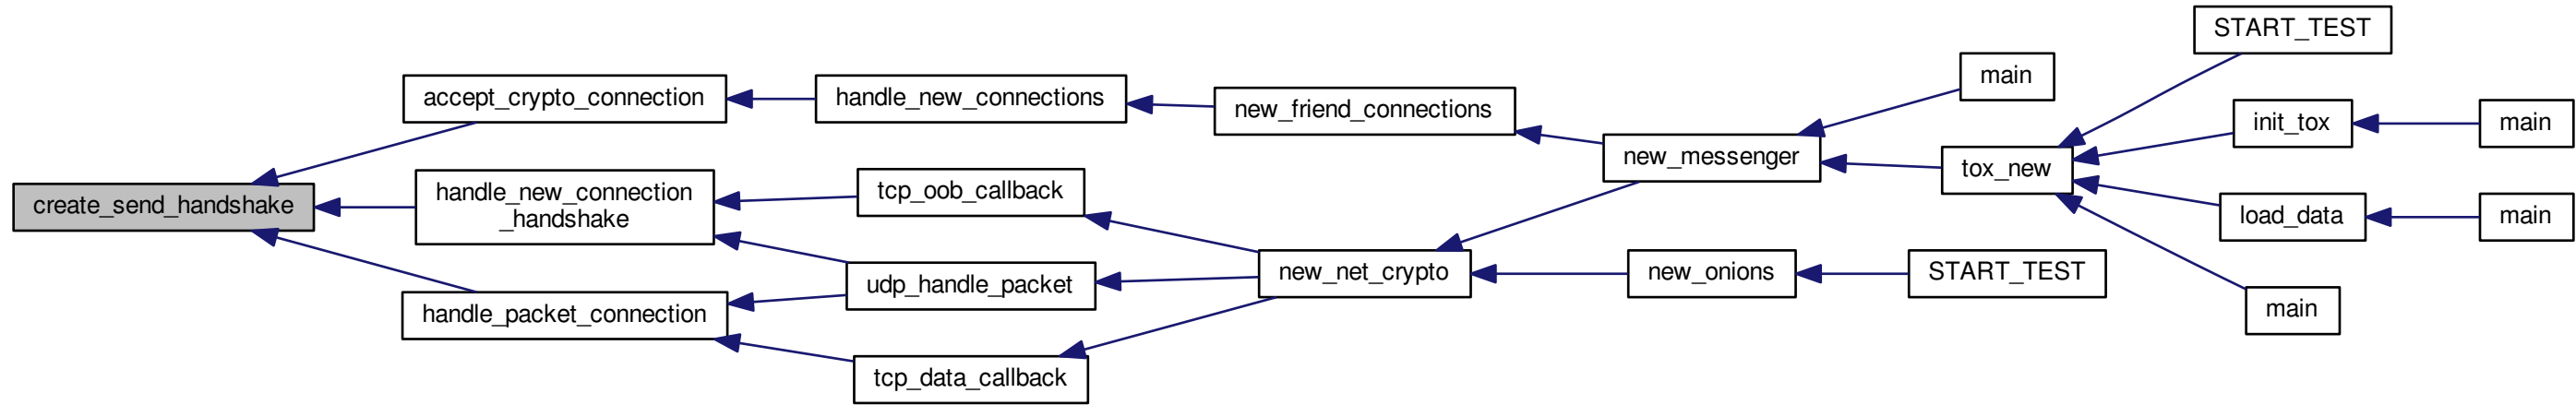 START_TEST
main
accept_crypto_connection
handle_new_connections
new_friend_connections
init_tox
main
new_messenger
tox_new
create_send_handshake
handle_new_connection
_handshake
tcp_oob_callback
load_data
main
udp_handle_packet
new_net_crypto
new_onions
START_TEST
handle_packet_connection
main
tcp_data_callback